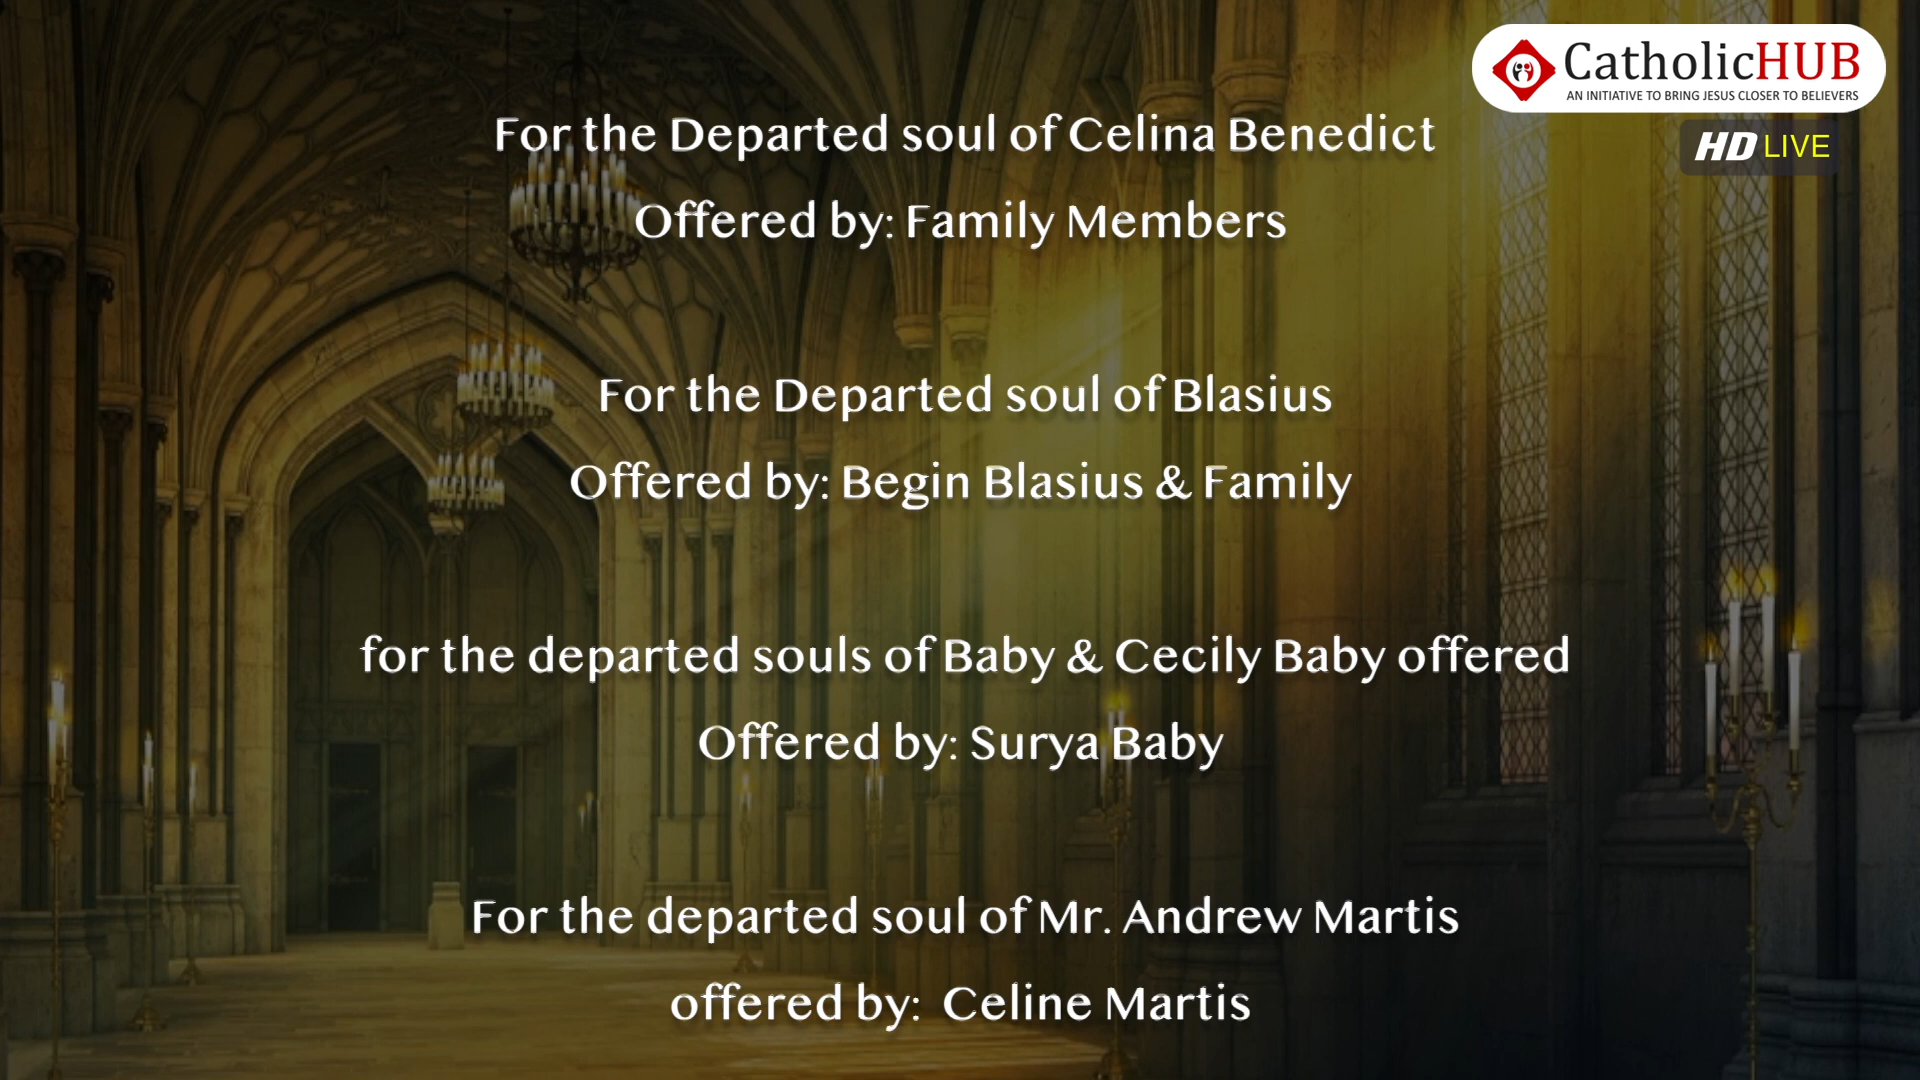 CatholicHUB
AN INITIATIVE TO BRING JESUS CLOSER TO BELIEVERS
HD LIVE
For the Departed soul of Celina Benedict
Offered by: Family Members
For the Departed soul of Blasius
Offered by: Begin Blasius & Family
for the departed souls of Baby & Cecily Baby offered
Offered by: Surya Baby
For the departed soul of Mr. Andrew Martis
offered by:  Celine Martis